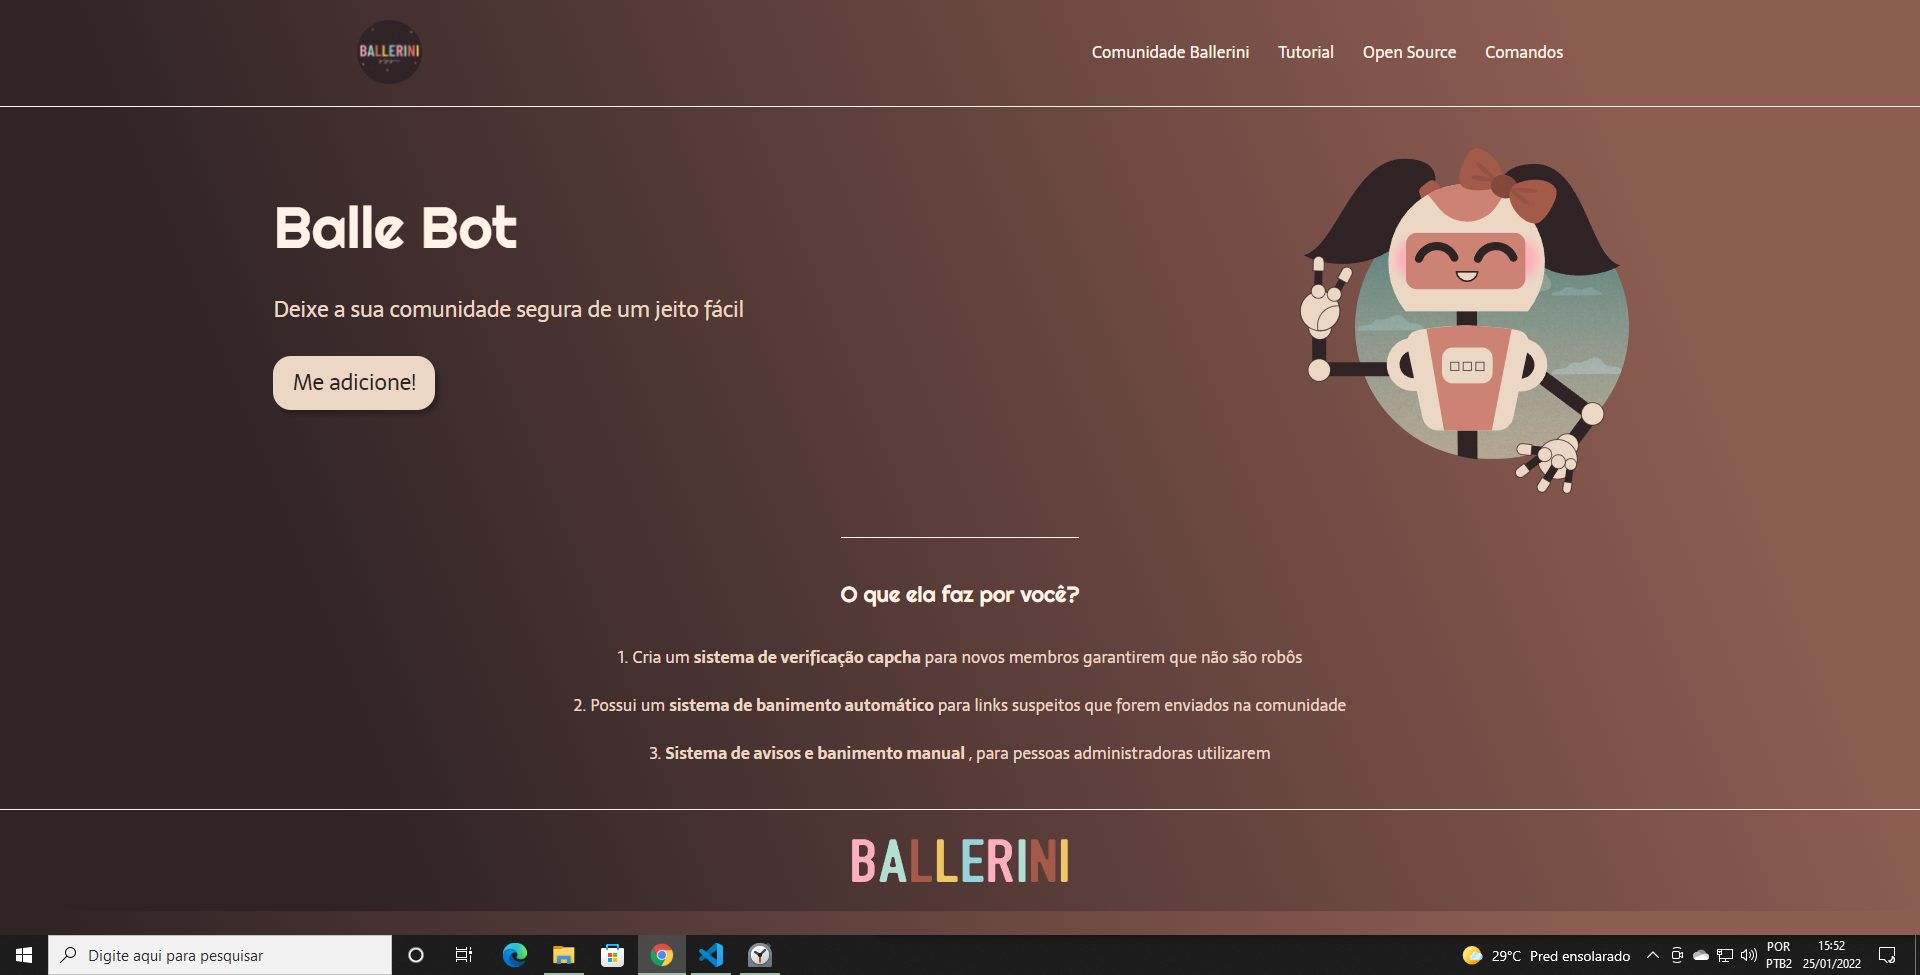 BALLERINI
Comunidade Ballerini
Tutorial
Open Source
Comandos
Balle Bot
Deixe a sua comunidade segura de um jeito fácil
Me adicione!
O que ela faz por você?
1. Cria um sistema de verificação capcha para novos membros garantirem que não são robôs
2. Possui um sistema de banimento automático para links suspeitos que forem enviados na comunidade
3. Sistema de avisos e banimento manual , para pessoas administradoras utilizarem
BALLERINI
Digite aqui para pesquisar
29°C Pred ensolarado
POR
PTB2
15:52
25/01/2022